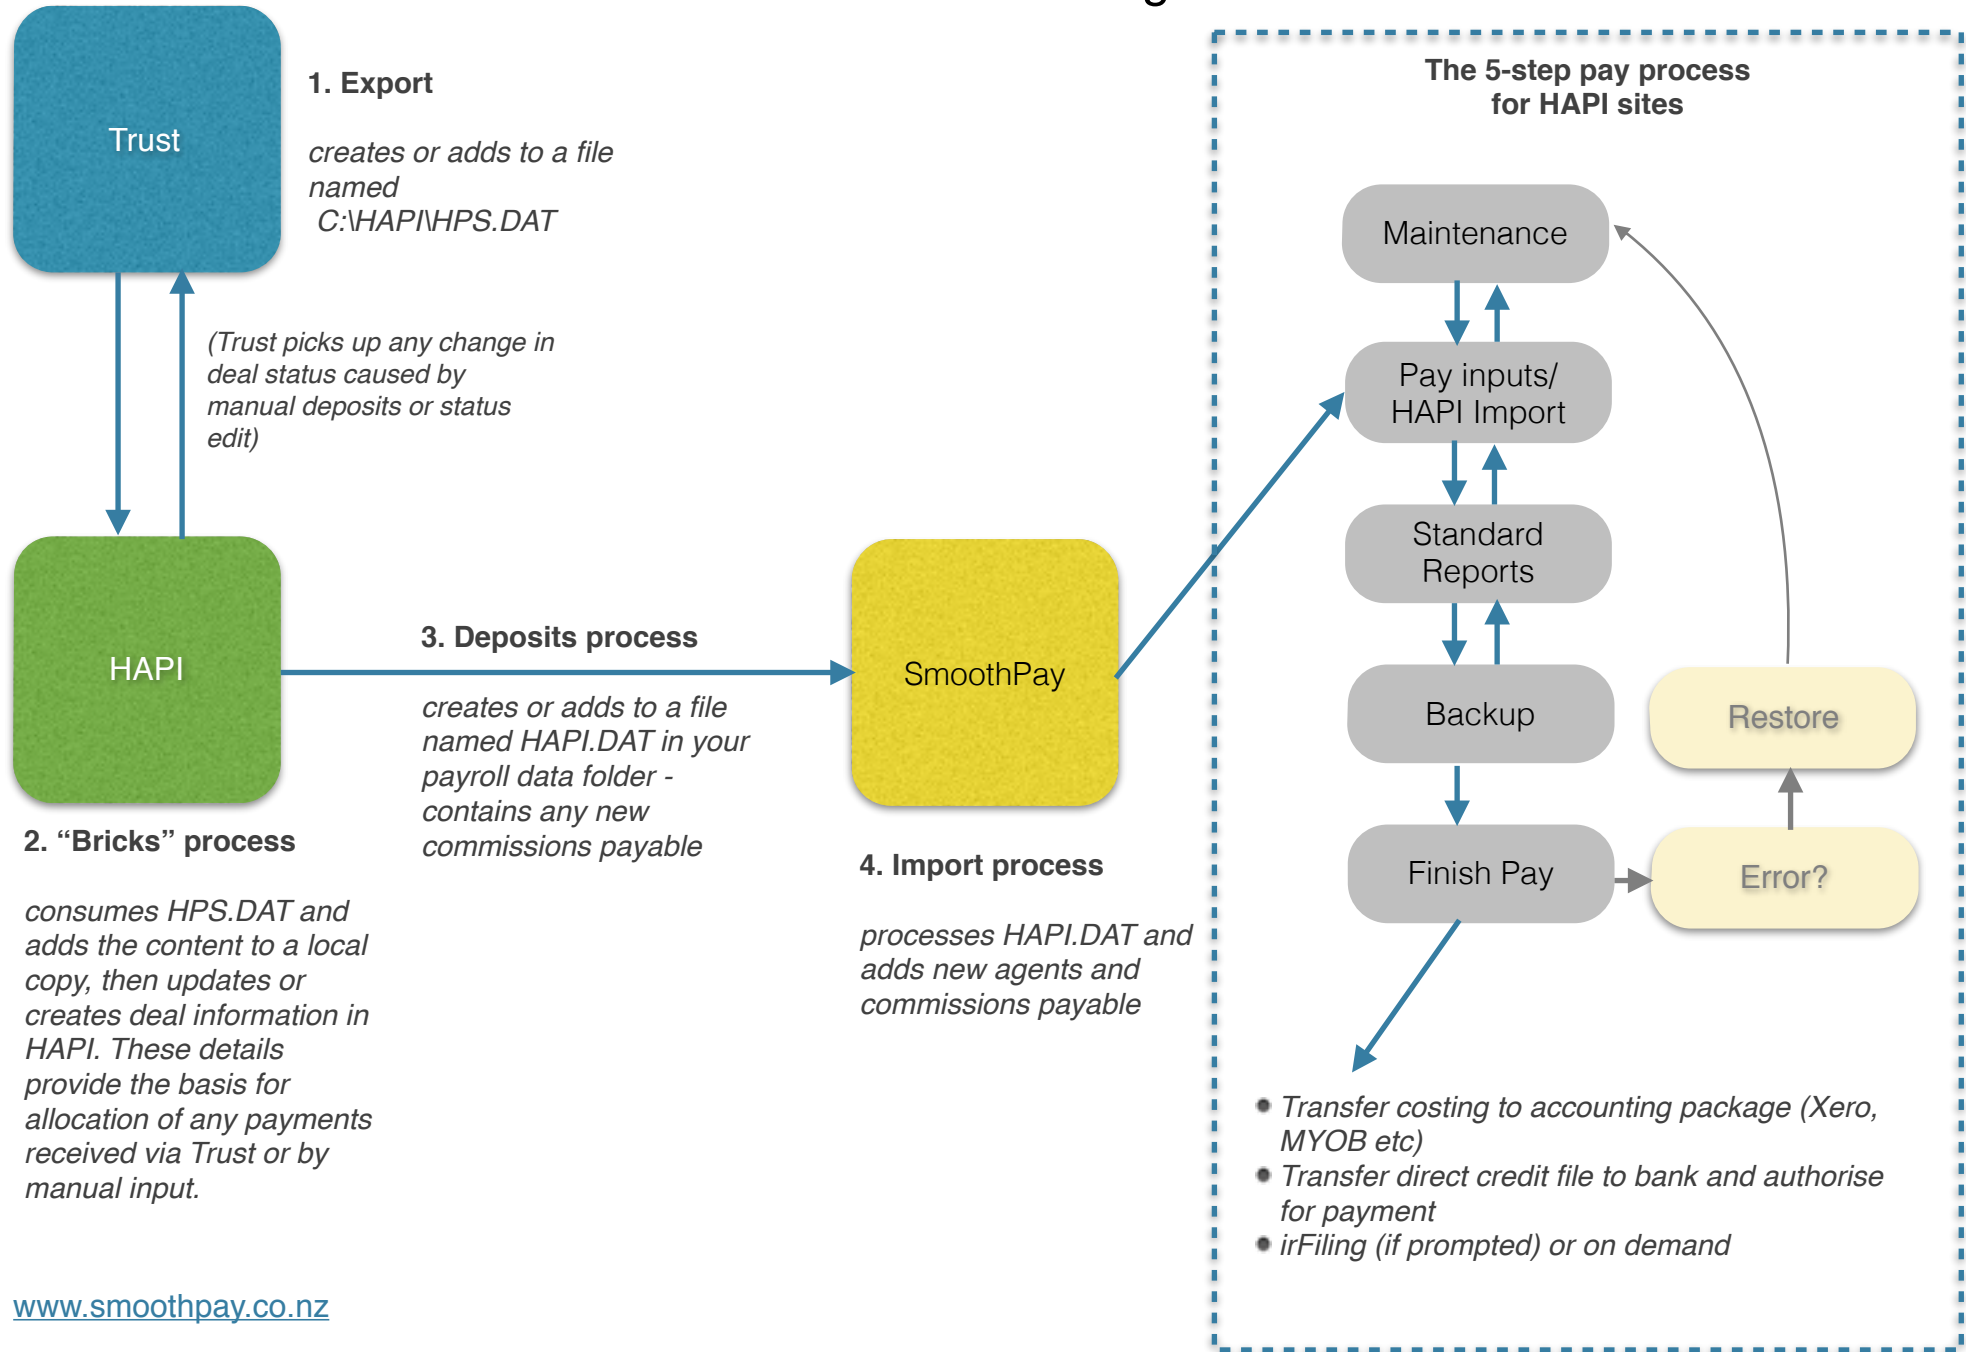 Trust
1. Export
creates or adds to a file
named
C:\HAPI\HPS.DAT
(Trust picks up any change in
deal status caused by
manual deposits or status
edit)
HAPI
2. “Bricks” process
consumes HPS.DAT and
adds the content to a local
copy, then updates or
creates deal information in
HAPI. These details
provide the basis for
allocation of any payments
received via Trust or by
manual input.
3. Deposits process
creates or adds to a file
named HAPI.DAT in your
payroll data folder -
contains any new
commissions payable
SmoothPay
4. Import process
processes HAPI.DAT and
adds new agents and
commissions payable
The 5-step pay process
for HAPI sites
Maintenance
Pay inputs/
HAPI Import
Standard
Reports
Backup
Restore
Finish Pay
Error?
Transfer costing to accounting package (Xero,
MYOB etc)
Transfer direct credit file to bank and authorise
for payment
irFiling (if prompted) or on demand
www.smoothpay.co.nz